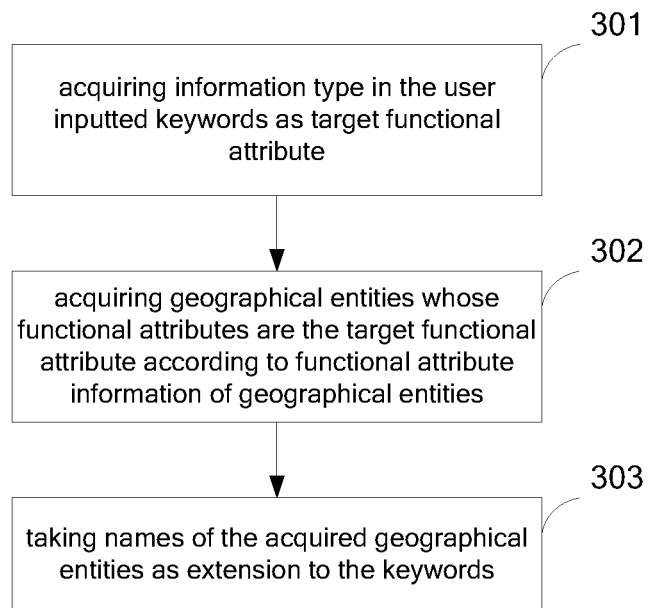 301
acquiring information type in the user
inputted keywords as target functional
attribute
302
acquiring geographical entities whose
functional attributes are the target functional
attribute according to functional attribute
information of geographical entities
303
taking names of the acquired geographical
entities as extension to the keywords